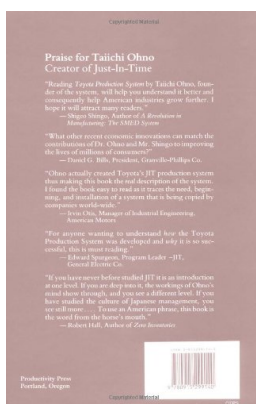 Copyrighted Material
Praise for Taiichi Ohno
Creator of Just-In-Time
"Reading Toyota Production System by Taiichi Ohno, foun-
der of the system, will help you understand it better and
consequently help American industries grow further. I
hope it will attract many readers."
— Shigeo Shingo, Author of A Revolution in
Manufacturing: The SMED System
"What other recent economic innovations can match the
contributions of Dr. Ohno and Mr. Shingo to improving
the lives of millions of consumers?"
— Daniel G. Bills, President, Granville-Phillips Co.
"Ohno actually created Toyota's JIT production system
thus making this book the real description of the system.
I found the book easy to read as it traces the need, begin-
ning, and installation of a system that is being copied by
companies world-wide."
— Irvin Otis, Manager of Industrial Engineering,
American Motors
"For anyone wanting to understand how the Toyota
Production System was developed and why it is so suc-
cessful, this is must reading."
— Edward Spurgeon, Program Leader –JIT,
General Electric Co.
"If you have never before studied JIT it is an introduction
at one level. If you are deep into it, the workings of Ohno's
mind show through, and you see a different level. If you
have studied the culture of Japanese management, you
see still more. . . . To use an American phrase, this book is
the word from the horse's mouth."
— Robert Hall, Author of Zero Inventories
Productivity Press
Portland, Oregon
Copyrighted Material